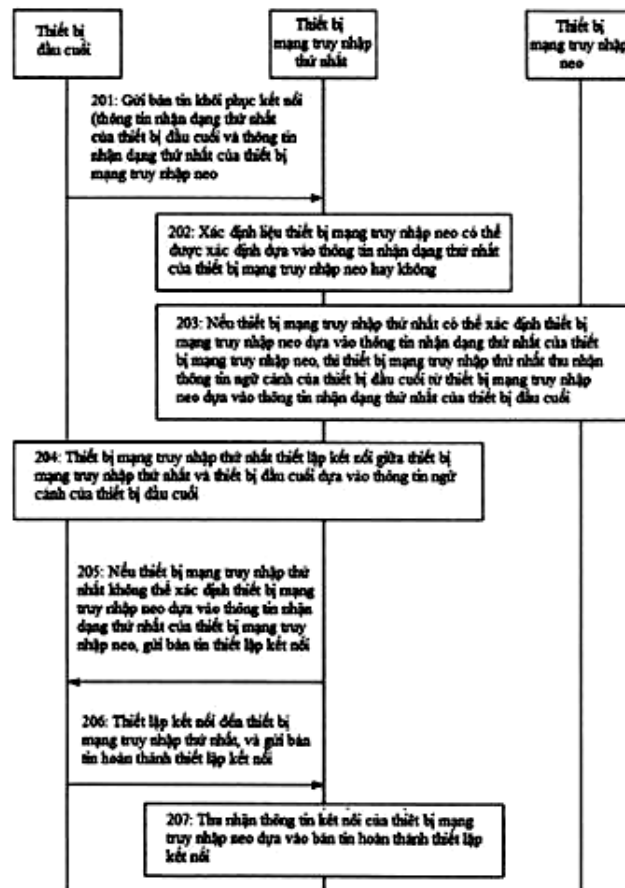 Thiết bị
đầu cuối
Thiết bị
mạng truy nhập
thứ nhất
Thiết bị
mạng truy nhập
neo
201: Gửi bản tin khôi phục kết nối
(thông tin nhận dạng thứ nhất
của thiết bị đầu cuối và thông tin
nhận dạng thứ nhất của thiết bị
mạng truy nhập neo
202: Xác định liệu thiết bị mạng truy nhập neo có thể
được xác định dựa vào thông tin nhận dạng thứ nhất
của thiết bị mạng truy nhập neo hay không
203: Nếu thiết bị mạng truy nhập thứ nhất có thể xác định thiết bị
mạng truy nhập neo dựa vào thông tin nhận dạng thứ nhất của thiết
bị mạng truy nhập neo, thì thiết bị mạng truy nhập thứ nhất thu nhận
thông tin ngữ cảnh của thiết bị đầu cuối từ thiết bị mạng truy nhập
neo dựa vào thông tin nhận dạng thứ nhất của thiết bị đầu cuối
204: Thiết bị mạng truy nhập thứ nhất thiết lập kết nối giữa thiết bị
mạng truy nhập thứ nhất và thiết bị đầu cuối dựa vào thông tin ngữ
cảnh của thiết bị đầu cuối
205: Nếu thiết bị mạng truy nhập thứ
nhất không thể xác định thiết bị mạng
truy nhập neo dựa vào thông tin nhận
dạng thứ nhất của thiết bị mạng truy
nhập neo, gửi bản tin thiết lập kết nối
206: Thiết lập kết nối đến thiết bị
mạng truy nhập thứ nhất, và gửi bản
tin hoàn thành thiết lập kết nối
207: Thu nhận thông tin kết nối của thiết bị mạng
truy nhập neo dựa vào bản tin hoàn thành thiết lập
kết nối